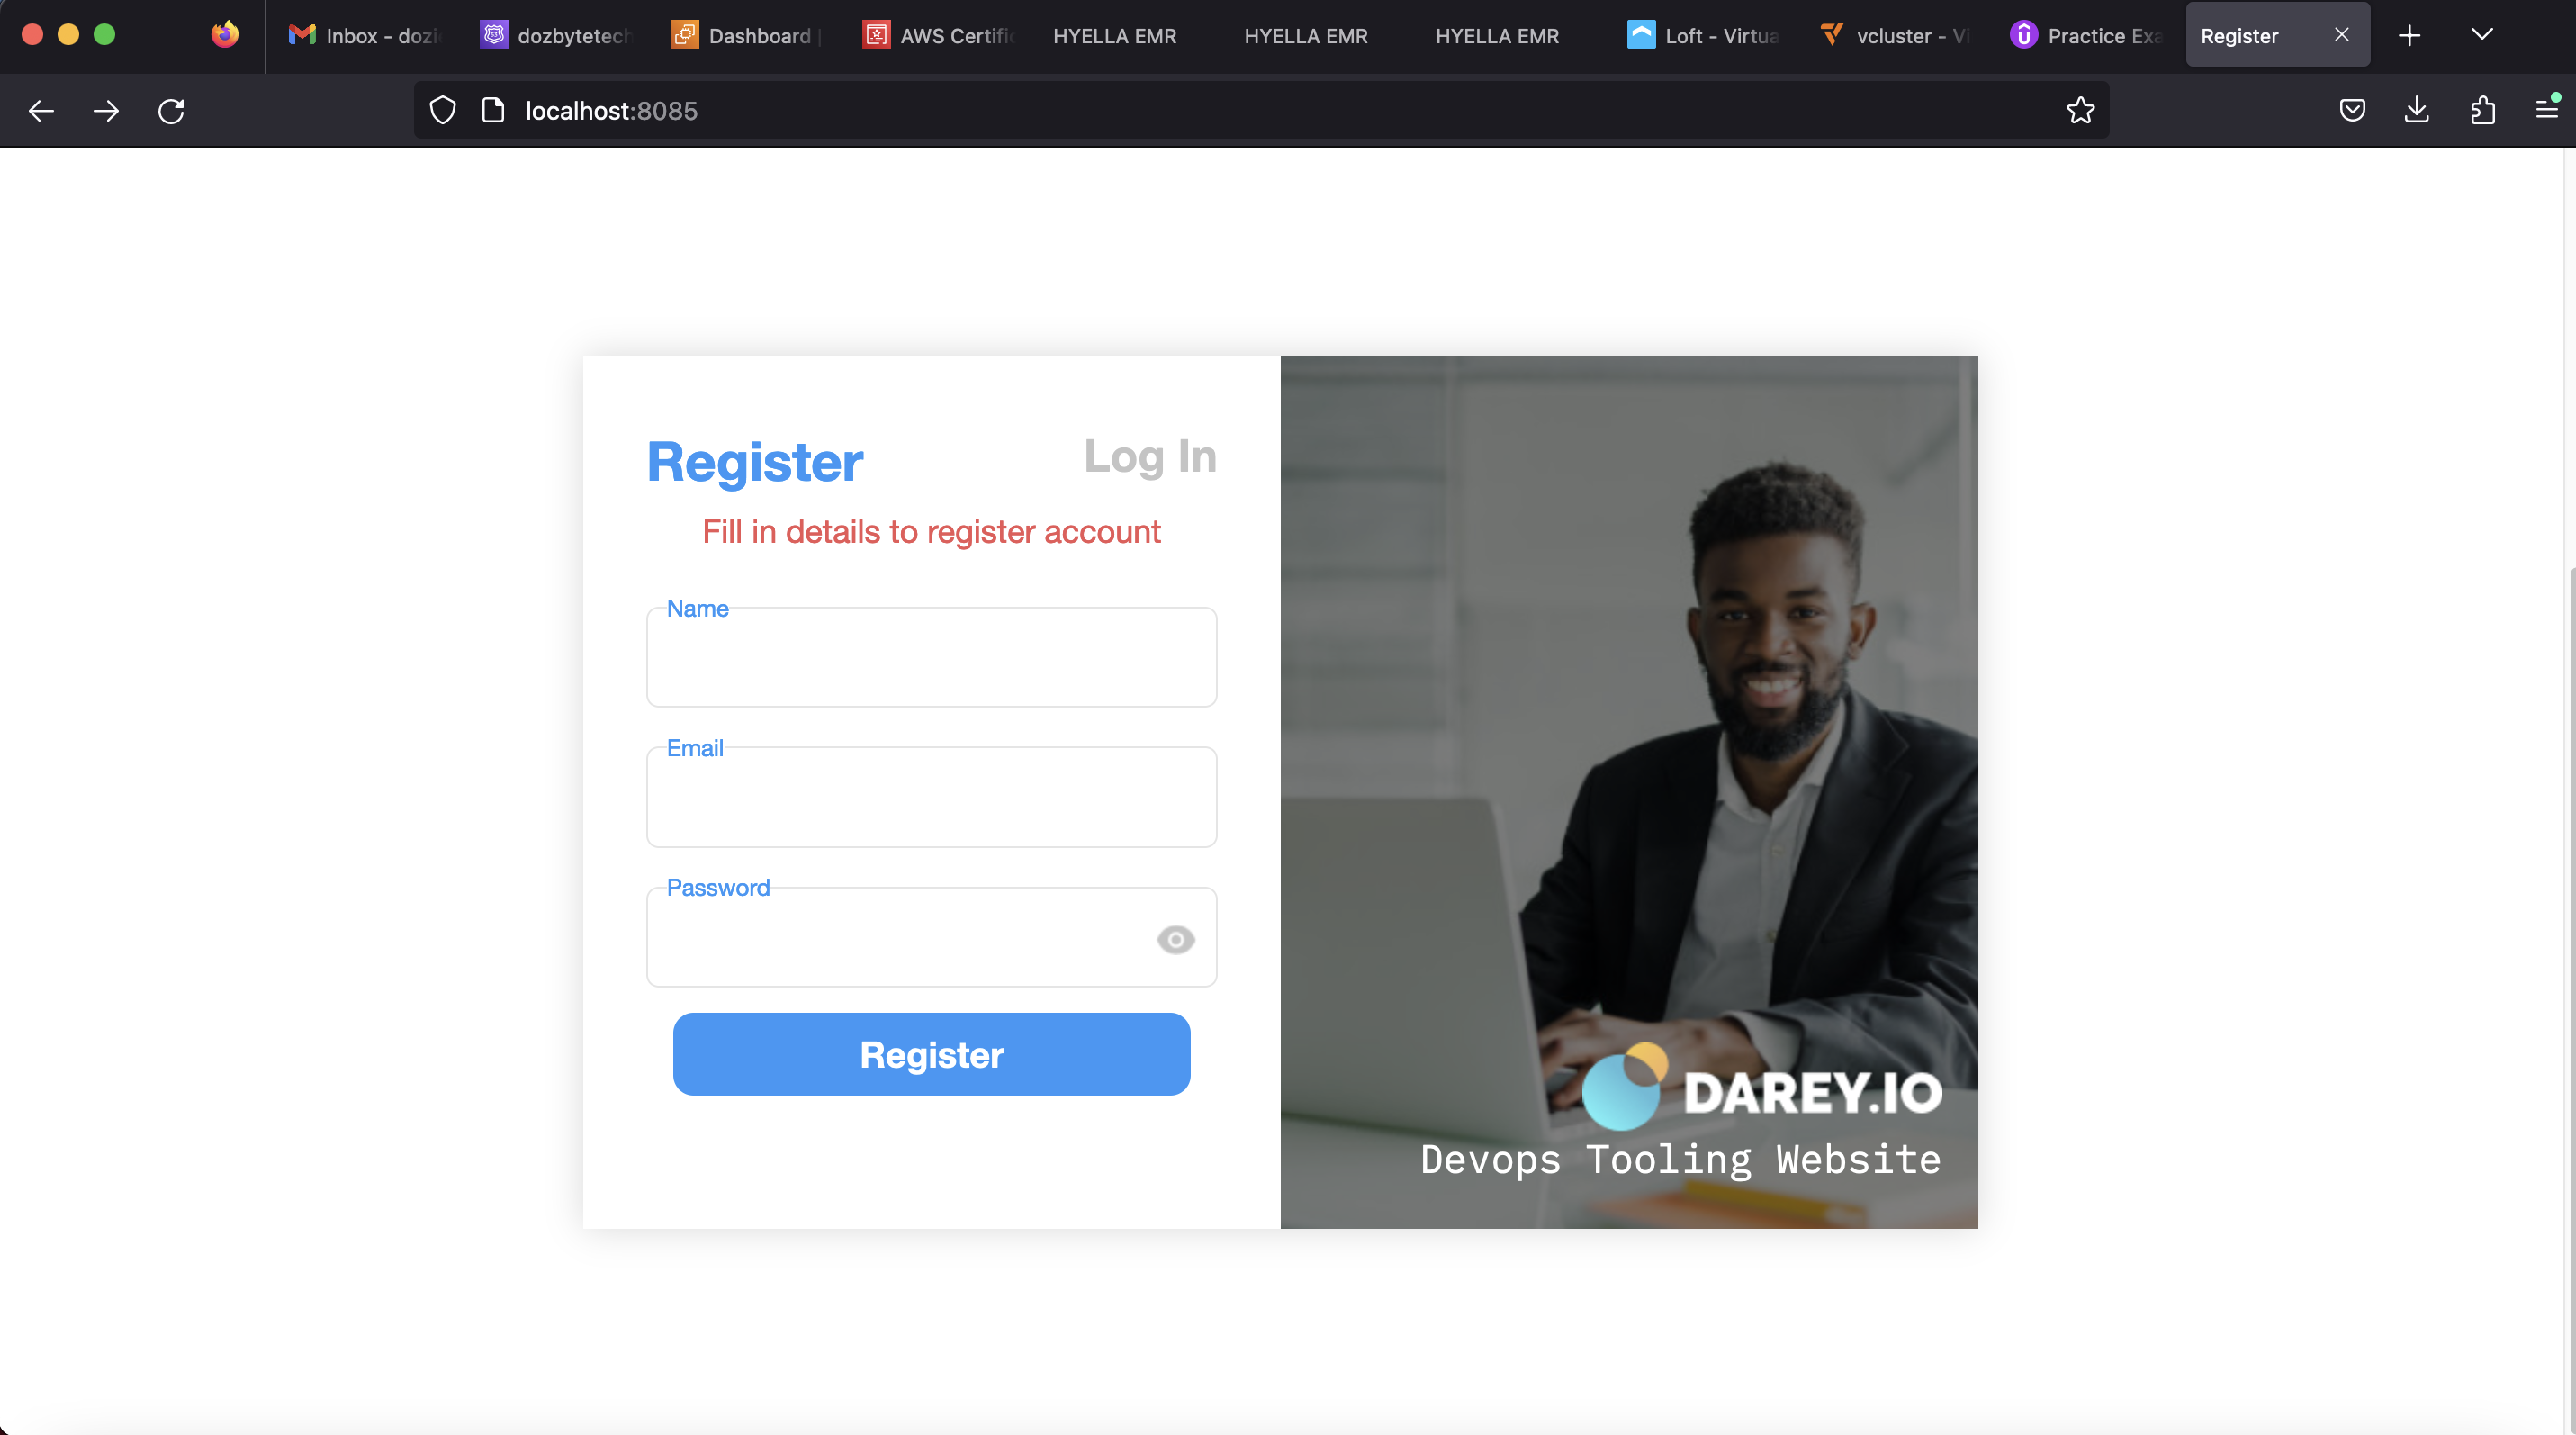 Inbox - dozi
dozbytetech
Dashboard |
AWS Certific
HYELLA EMR
HYELLA EMR
HYELLA EMR
Loft - Virtua
vcluster - Vi
Practice Exa
Register
localhost:8085
Register
Log In
Fill in details to register account
Name
Email
Password
Register
DAREY.IO
Devops Tooling Website